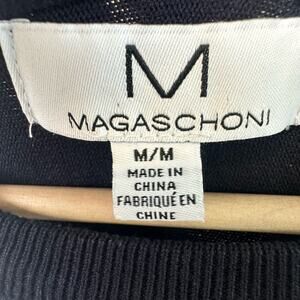 M
MAGASCHONI
M/M
MADE IN
CHINA
FABRIQUÉ EN
CHINE